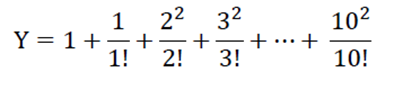 Y = 1 + 1/1! + 2²/2! + 3²/3! + ⋯ + 10²/10!